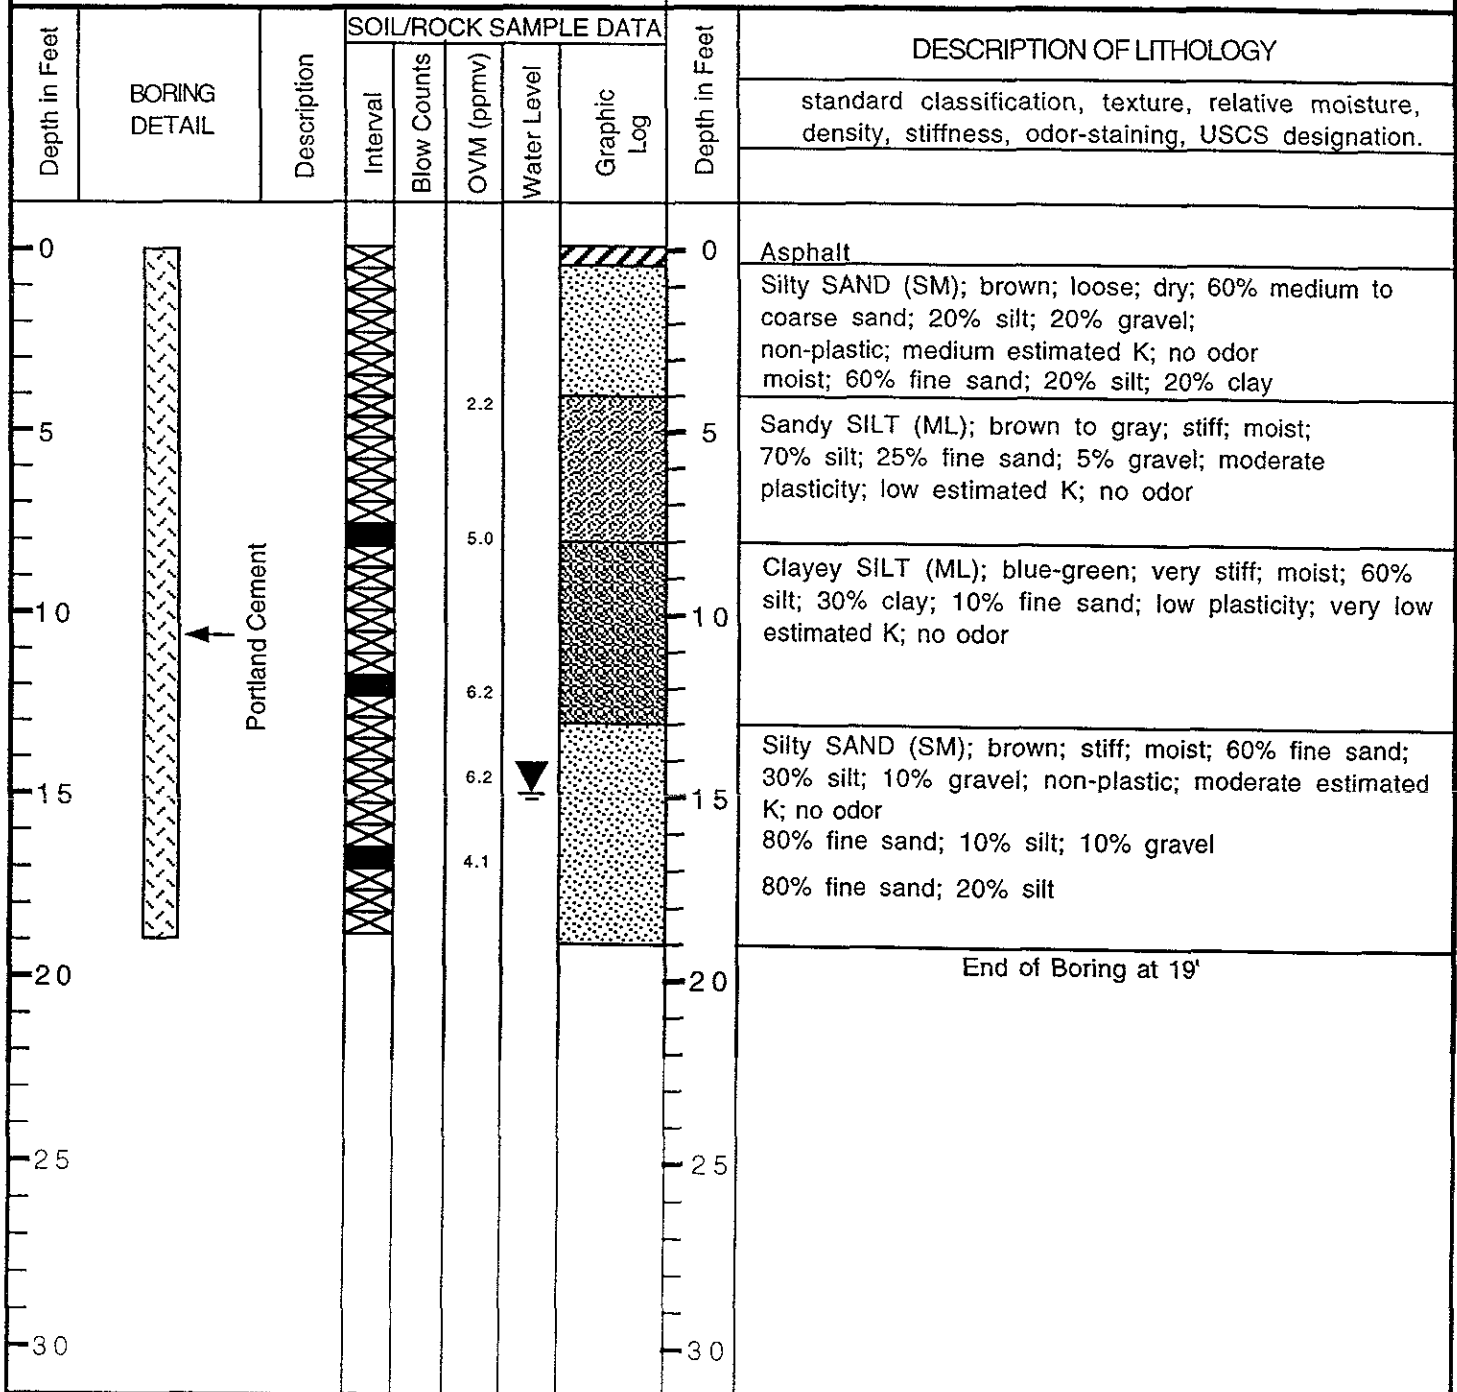 SOIL/ROCK SAMPLE DATA
Depth in Feet
BORING
DETAIL
Description
Interval
Blow Counts
OVM (ppmv)
Water Level
Graphic
Log
Depth in Feet
DESCRIPTION OF LITHOLOGY
standard classification, texture, relative moisture,
density, stiffness, odor-staining, USCS designation.
0
5
10
15
20
25
30
Portland Cement
2.2
5.0
6.2
6.2
4.1
0
5
10
15
20
25
30
Asphalt
Silty SAND (SM); brown; loose; dry; 60% medium to
coarse sand; 20% silt; 20% gravel;
non-plastic; medium estimated K; no odor
moist; 60% fine sand; 20% silt; 20% clay
Sandy SILT (ML); brown to gray; stiff; moist;
70% silt; 25% fine sand; 5% gravel; moderate
plasticity; low estimated K; no odor
Clayey SILT (ML); blue-green; very stiff; moist; 60%
silt; 30% clay; 10% fine sand; low plasticity; very low
estimated K; no odor
Silty SAND (SM); brown; stiff; moist; 60% fine sand;
30% silt; 10% gravel; non-plastic; moderate estimated
K; no odor
80% fine sand; 10% silt; 10% gravel
80% fine sand; 20% silt
End of Boring at 19'